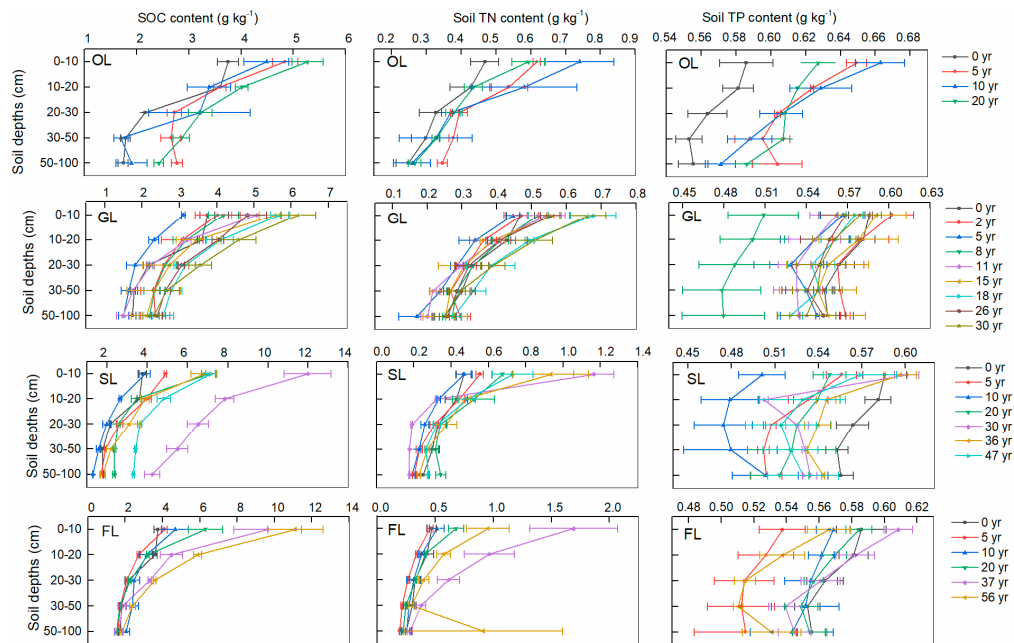 SOC content (g kg-1) Soil TN content (g kg-1) Soil TP content (g kg-1)
1 2 3 4 5 6 0.2 0.3 0.4 0.5 0.6 0.7 0.8 0.9 0.54 0.56 0.58 0.60 0.62 0.64 0.66 0.68
OL OL OL
Soil depths (cm)
0-10
10-20
20-30
30-50
50-100
0 yr
5 yr
10 yr
20 yr
1 2 3 4 5 6 7 0.1 0.2 0.3 0.4 0.5 0.6 0.7 0.8 0.45 0.48 0.51 0.54 0.57 0.60 0.63
GL GL GL
Soil depths (cm)
0-10
10-20
20-30
30-50
50-100
0 yr
2 yr
5 yr
8 yr
11 yr
15 yr
18 yr
26 yr
30 yr
2 4 6 8 10 12 14 0.0 0.2 0.4 0.6 0.8 1.0 1.2 1.4 0.45 0.48 0.51 0.54 0.57 0.60
SL SL SL
Soil depths (cm)
0-10
10-20
20-30
30-50
50-100
0 yr
5 yr
10 yr
20 yr
30 yr
36 yr
47 yr
0 2 4 6 8 10 12 14 0.0 0.5 1.0 1.5 2.0 0.48 0.50 0.52 0.54 0.56 0.58 0.60 0.62
FL FL FL
Soil depths (cm)
0-10
10-20
20-30
30-50
50-100
0 yr
5 yr
10 yr
20 yr
37 yr
56 yr